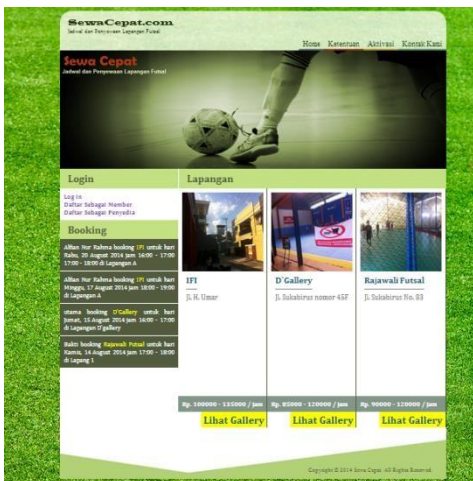 SewaCepat.com
Jadwal dan Penyewaan Lapangan Futsal
Home Ketentuan Aktivasi Kontak Kami
Sewa Cepat
Jadwal dan Penyewaan Lapangan Futsal
Login
Log in
Daftar Sebagai Member
Daftar Sebagai Penyedia
Booking
Alfian Nur Rahma booking IFI untuk hari
Rabu, 20 August 2014 jam 16:00 - 17:00
17:00 - 18:00 di Lapangan A
Alfian Nur Rahma booking IFI untuk hari
Minggu, 17 August 2014 jam 18:00 - 19:00
di Lapangan A
utama booking D'Gallery untuk hari
Jumat, 15 August 2014 jam 16:00 - 17:00
di Lapangan D'gallery
Bakti booking Rajawali Futsal untuk hari
Kamis, 14 August 2014 jam 17:00 - 18:00
di Lapang 1
Lapangan
IFI
Jl. H. Umar
Rp. 100000 - 135000 / jam
Lihat Gallery
D'Gallery
Jl. Sukabirus nomor 45F
Rp. 85000 - 120000 / jam
Lihat Gallery
Rajawali Futsal
Jl. Sukabirus No. 83
Rp. 90000 - 120000 / jam
Lihat Gallery
Copyright © 2014 Sewa Cepat. All Rights Reserved.